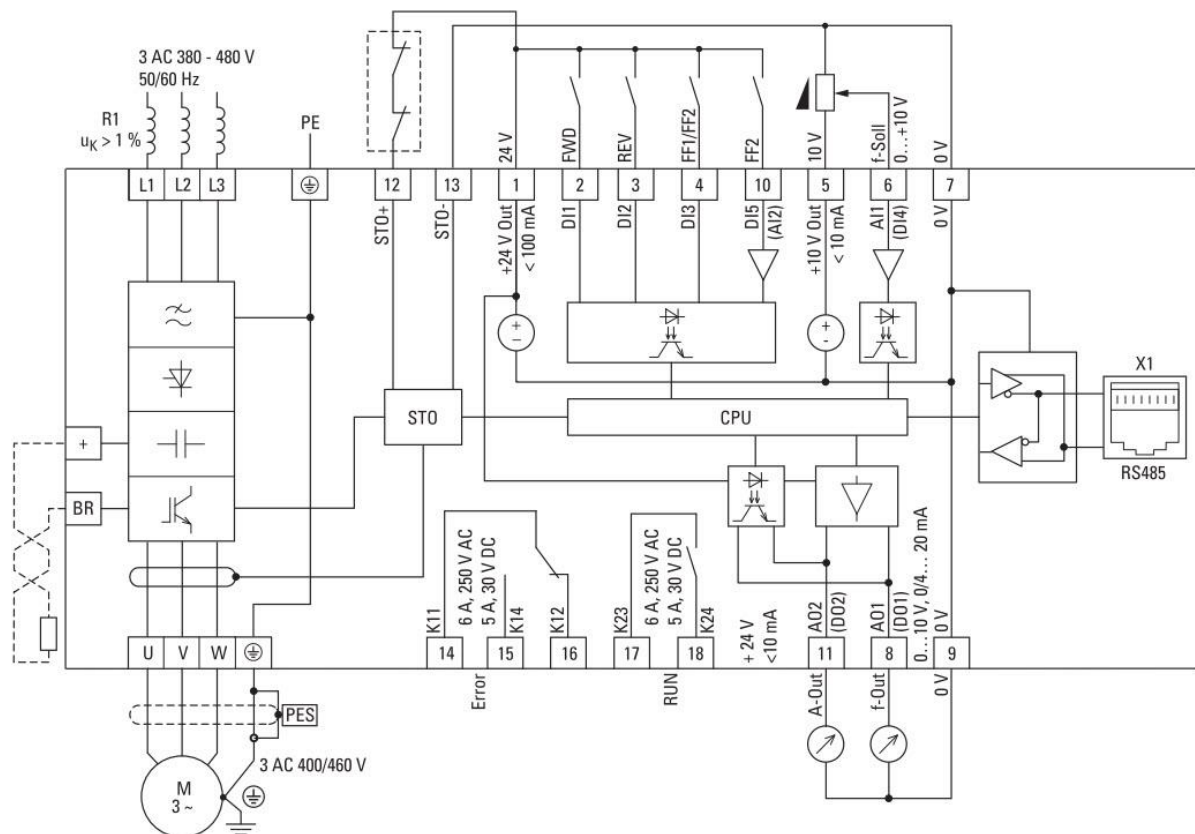 3 AC 380 - 480 V
50/60 Hz
R1
uK > 1 %
PE
24 V
FWD
REV
FF1/FF2
FF2
10 V
f-Soll
0…+10 V
0 V
L1
L2
L3
12
13
1
2
3
4
10
5
6
7
STO+
STO-
+24 V Out
< 100 mA
DI1
DI2
DI3
DI5
(AI2)
+10 V Out
< 10 mA
AI1
(DI4)
0 V
+
-
+
-
X1
STO
CPU
RS485
+
BR
K11
6 A, 250 V AC
5 A, 30 V DC
K14
K12
K23
6 A, 250 V AC
5 A, 30 V DC
K24
+ 24 V
<10 mA
AO2
(DO2)
AO1
(DO1)
0…10 V, 0/4… 20 mA
0 V
U
V
W
14
15
16
17
18
11
8
9
Error
RUN
A-Out
f-Out
0 V
PES
3 AC 400/460 V
M
3 ~